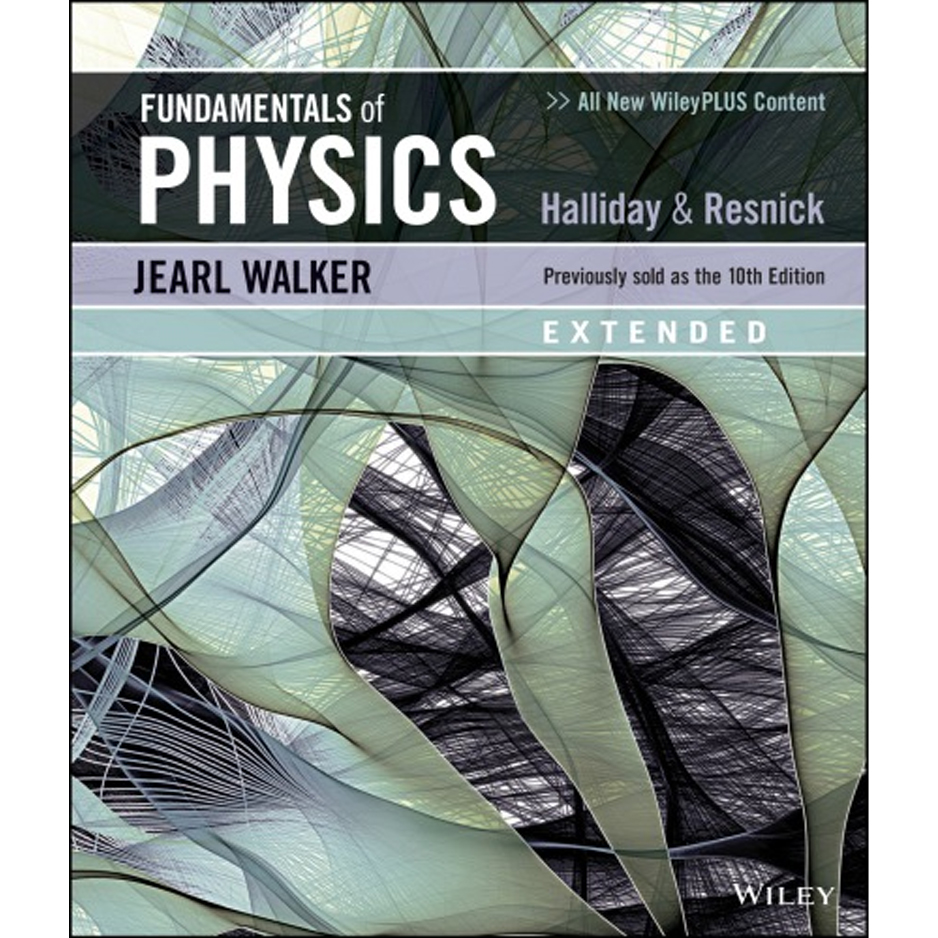 FUNDAMENTALS of
PHYSICS
>> All New WileyPLUS Content
Halliday & Resnick
JEARL WALKER
Previously sold as the 10th Edition
EXTENDED
WILEY